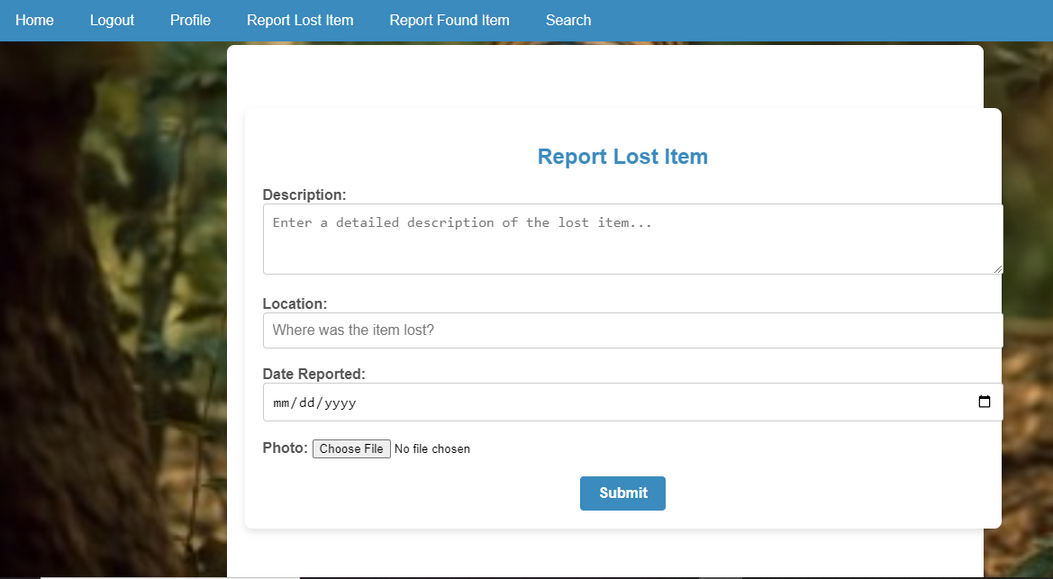 Home Logout Profile Report Lost Item Report Found Item Search
Report Lost Item
Description:
Enter a detailed description of the lost item...
Location:
Where was the item lost?
Date Reported:
mm/dd/yyyy
Photo: Choose File No file chosen
Submit